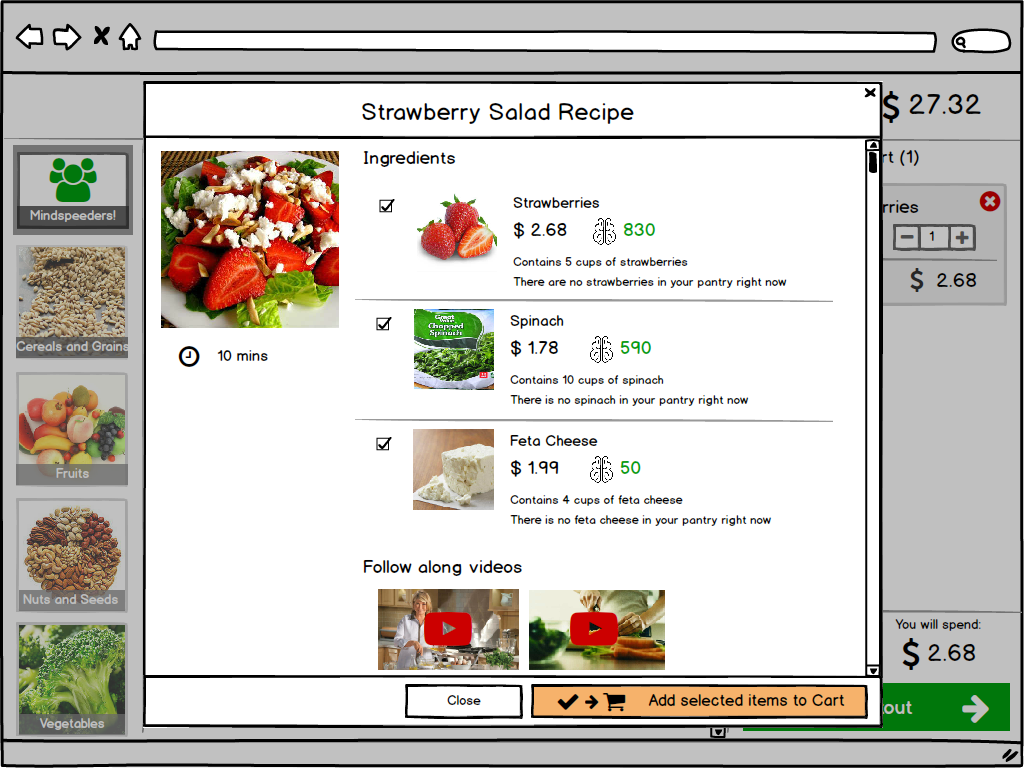 $ 27.32
Strawberry Salad Recipe
rt (1)
Mindspeeders!
Cereals and Grains
Fruits
Nuts and Seeds
Vegetables
10 mins
Ingredients
Strawberries
$ 2.68 830
Contains 5 cups of strawberries
There are no strawberries in your pantry right now
Great Value
Chopped
Spinach
Spinach
$ 1.78 590
Contains 10 cups of spinach
There is no spinach in your pantry right now
Feta Cheese
$ 1.99 50
Contains 4 cups of feta cheese
There is no feta cheese in your pantry right now
Follow along videos
Close
Add selected items to Cart
rries
1
$ 2.68
You will spend:
$ 2.68
out